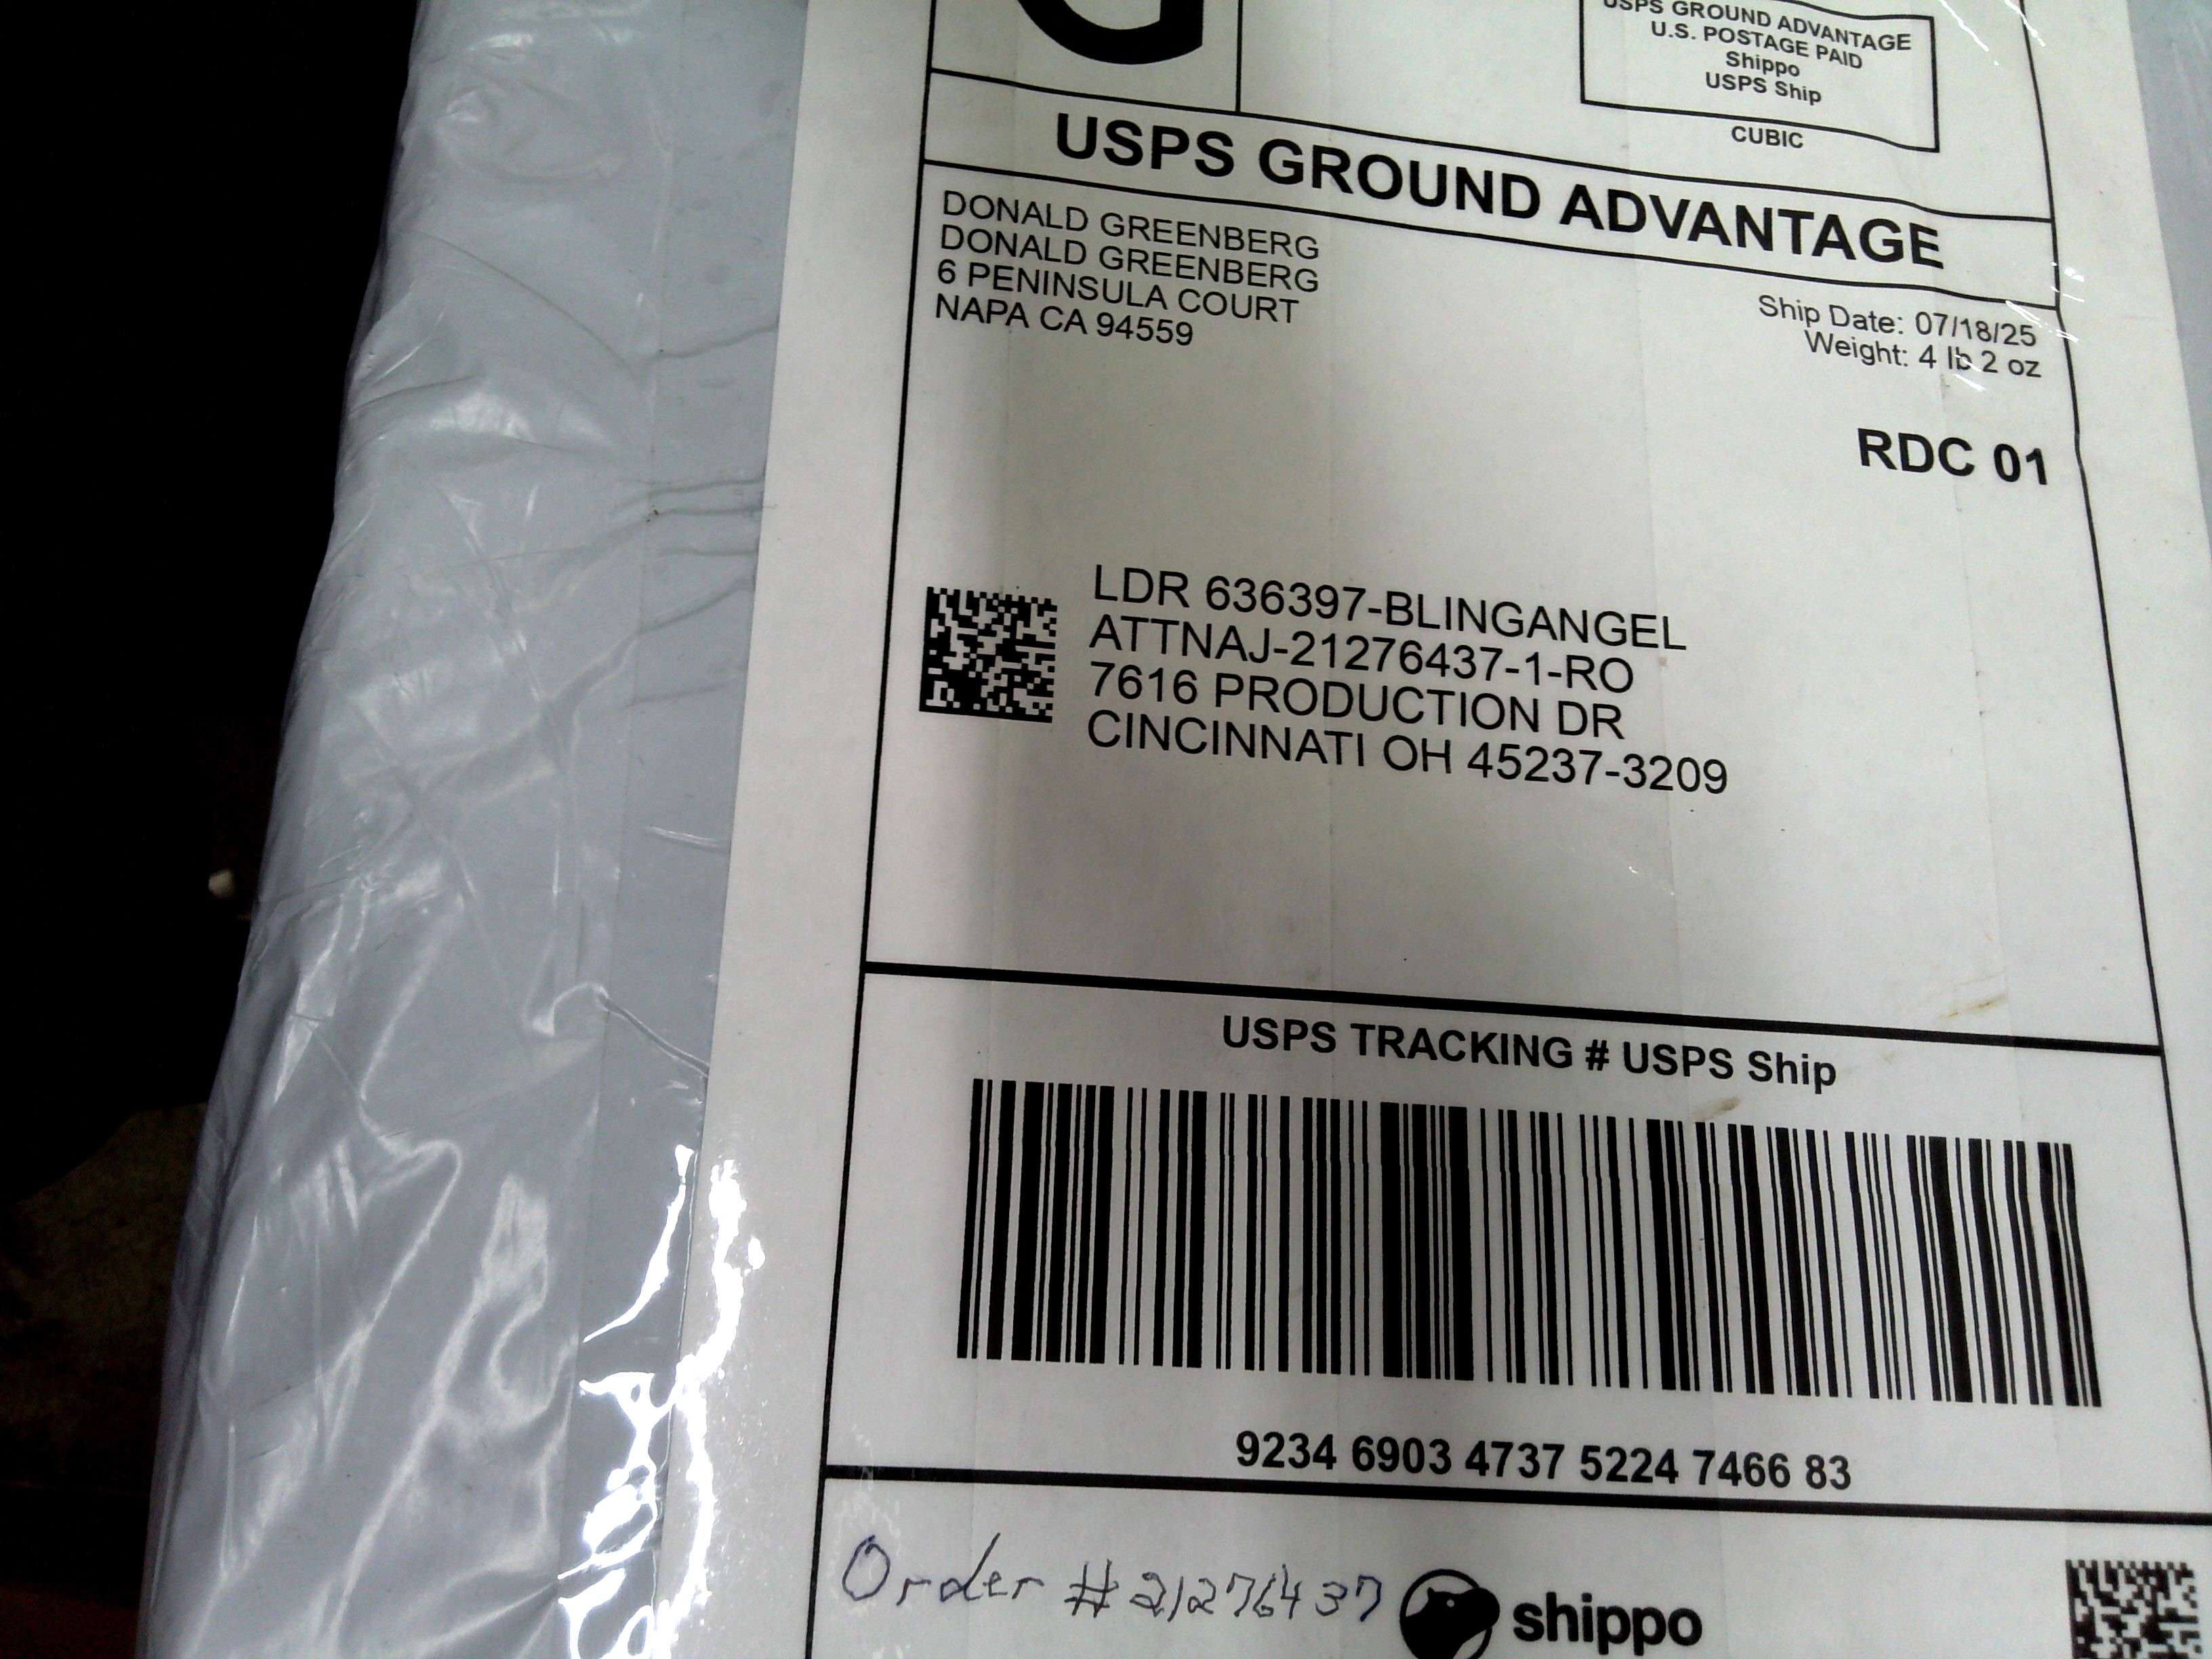 G
USPS GROUND ADVANTAGE
U.S. POSTAGE PAID
Shippo
USPS Ship
CUBIC
USPS GROUND ADVANTAGE
DONALD GREENBERG
DONALD GREENBERG
6 PENINSULA COURT
NAPA CA 94559
Ship Date: 07/18/25
Weight: 4 lb 2 oz
RDC 01
LDR 636397-BLINGANGEL
ATTNAJ-21276437-1-RO
7616 PRODUCTION DR
CINCINNATI OH 45237-3209
USPS TRACKING # USPS Ship
9234 6903 4737 5224 7466 83
Order #21276437
shippo